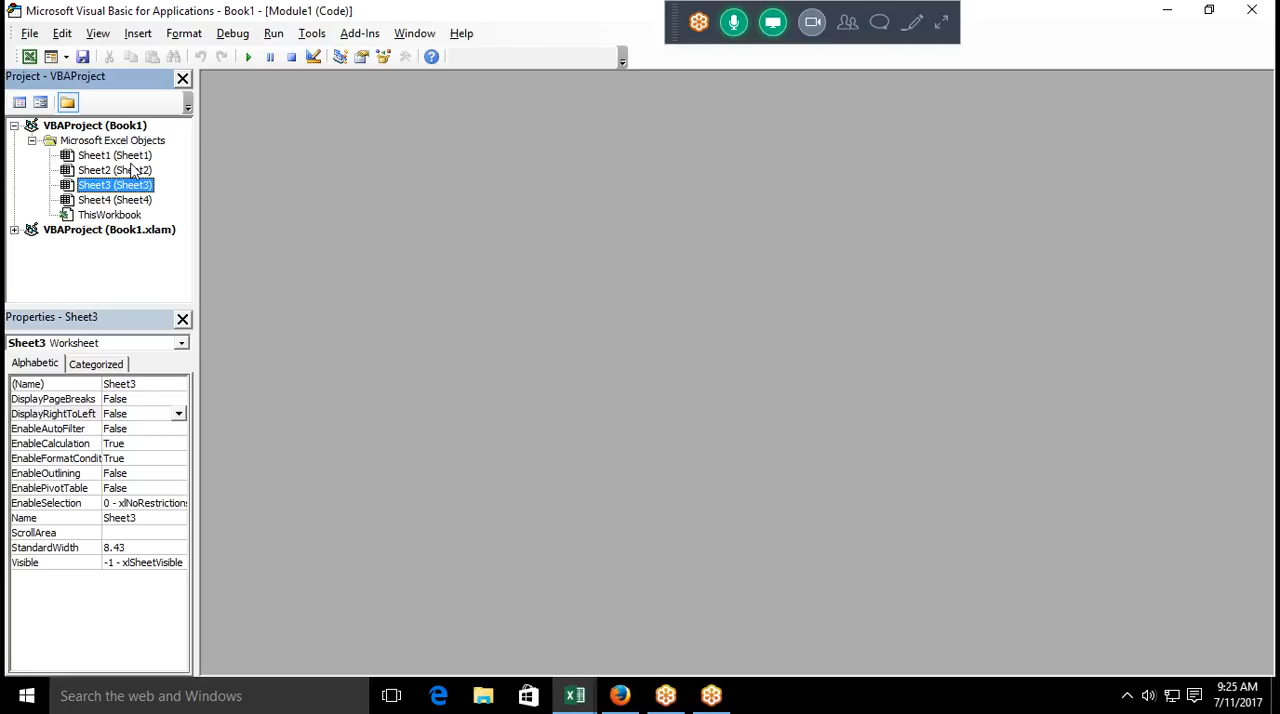 Microsoft Visual Basic for Applications - Book1 - [Module1 (Code)]
File Edit View Insert Format Debug Run Tools Add-Ins Window Help
Project - VBAProject
VBAProject (Book1)
Microsoft Excel Objects
Sheet1 (Sheet1)
Sheet2 (Sheet2)
Sheet3 (Sheet3)
Sheet4 (Sheet4)
ThisWorkbook
VBAProject (Book1.xlam)
Properties - Sheet3
Sheet3 Worksheet
Alphabetic Categorized
(Name) Sheet3
DisplayPageBreaks False
DisplayRightToLeft False
EnableAutoFilter False
EnableCalculation True
EnableFormatCondit True
EnableOutlining False
EnablePivotTable False
EnableSelection 0 - xlNoRestrictions
Name Sheet3
ScrollArea
StandardWidth 8.43
Visible -1 - xlSheetVisible
Search the web and Windows
9:25 AM
7/11/2017